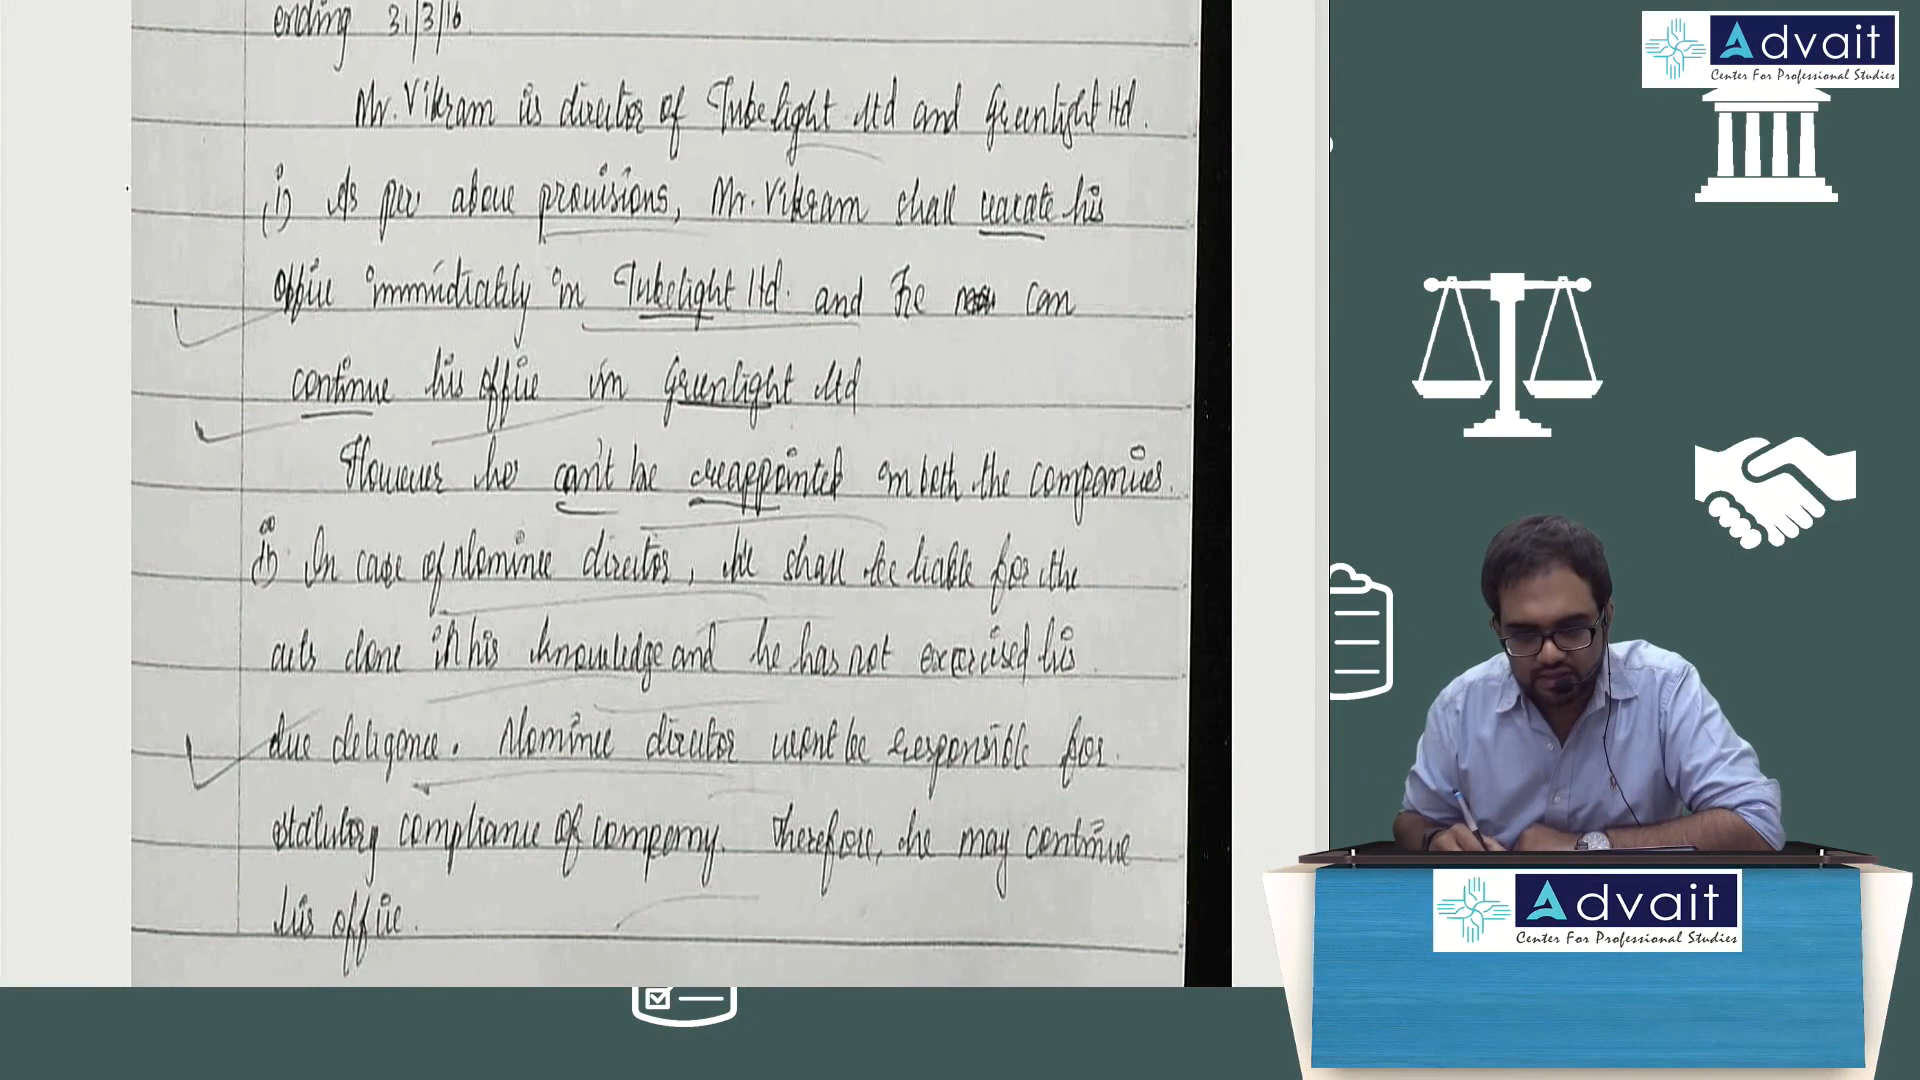 ending 31/3/16.
Mr. Vikram is director of Tubelight ltd and Greenlight ltd.
(i) As per above provisions, Mr. Vikram shall vacate his
office immidiately in Tubelight ltd. and he can
continue his office in Greenlight ltd
However he can't be reappointed in both the companies.
(ii) In case of Nominee director, he shall be liable for the
acts done in his knowledge and he has not exercised his
due deligence. Nominee director wont be responsible for
statutory compliance of company. Therefore, he may continue
his office.
Advait
Center For Professional Studies
Advait
Center For Professional Studies